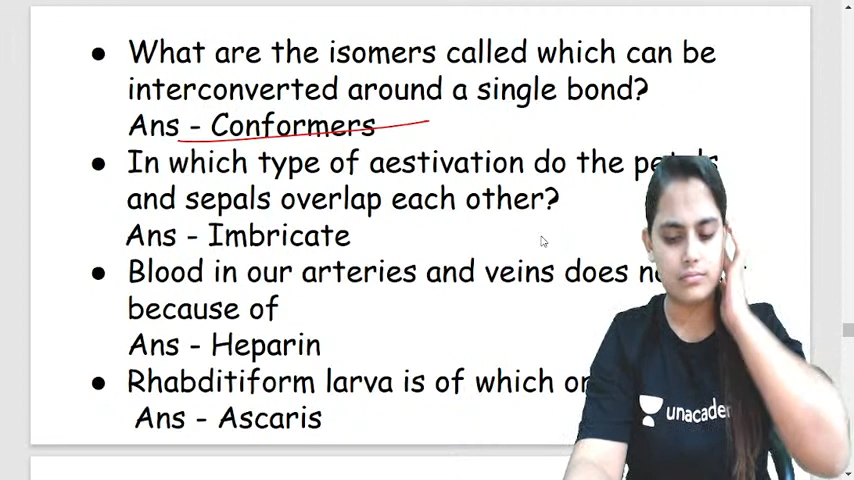 What are the isomers called which can be
interconverted around a single bond?
Ans - Conformers
In which type of aestivation do the petals
and sepals overlap each other?
Ans - Imbricate
Blood in our arteries and veins does
because of
Ans - Heparin
Rhabditiform larva is of which
Ans - Ascaris
unacademy